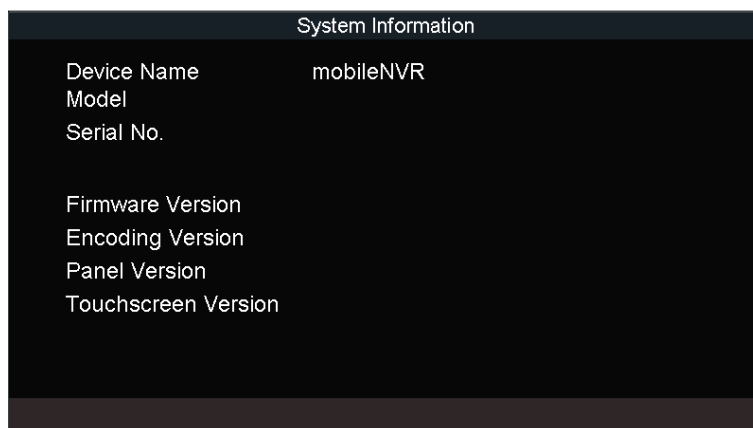 System Information
Device Name mobileNVR
Model
Serial No.
Firmware Version
Encoding Version
Panel Version
Touchscreen Version